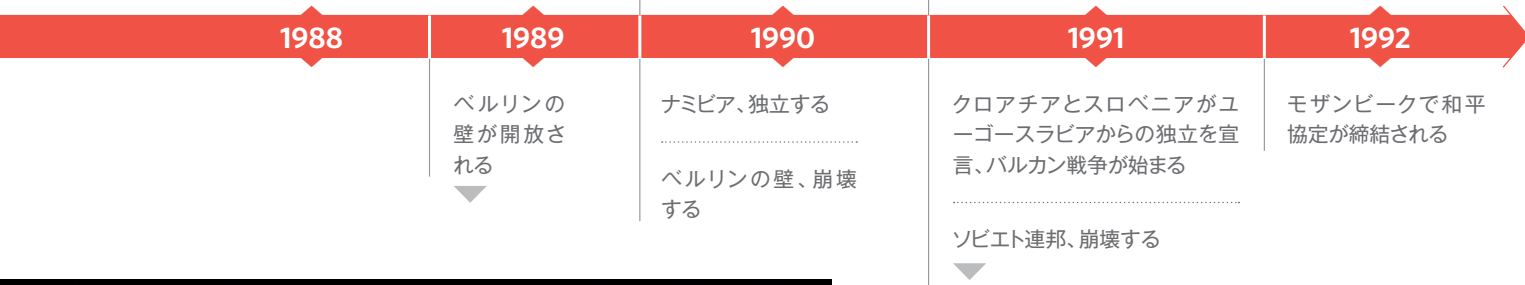 1988
1989
1990
1991
1992
ベルリンの
壁が開放さ
れる
ナミビア、独立する
ベルリンの壁、崩壊
する
クロアチアとスロベニアがユ
ーゴースラビアからの独立を宣
言、バルカン戦争が始まる
ソビエト連邦、崩壊する
モザンビークで和平
協定が締結される